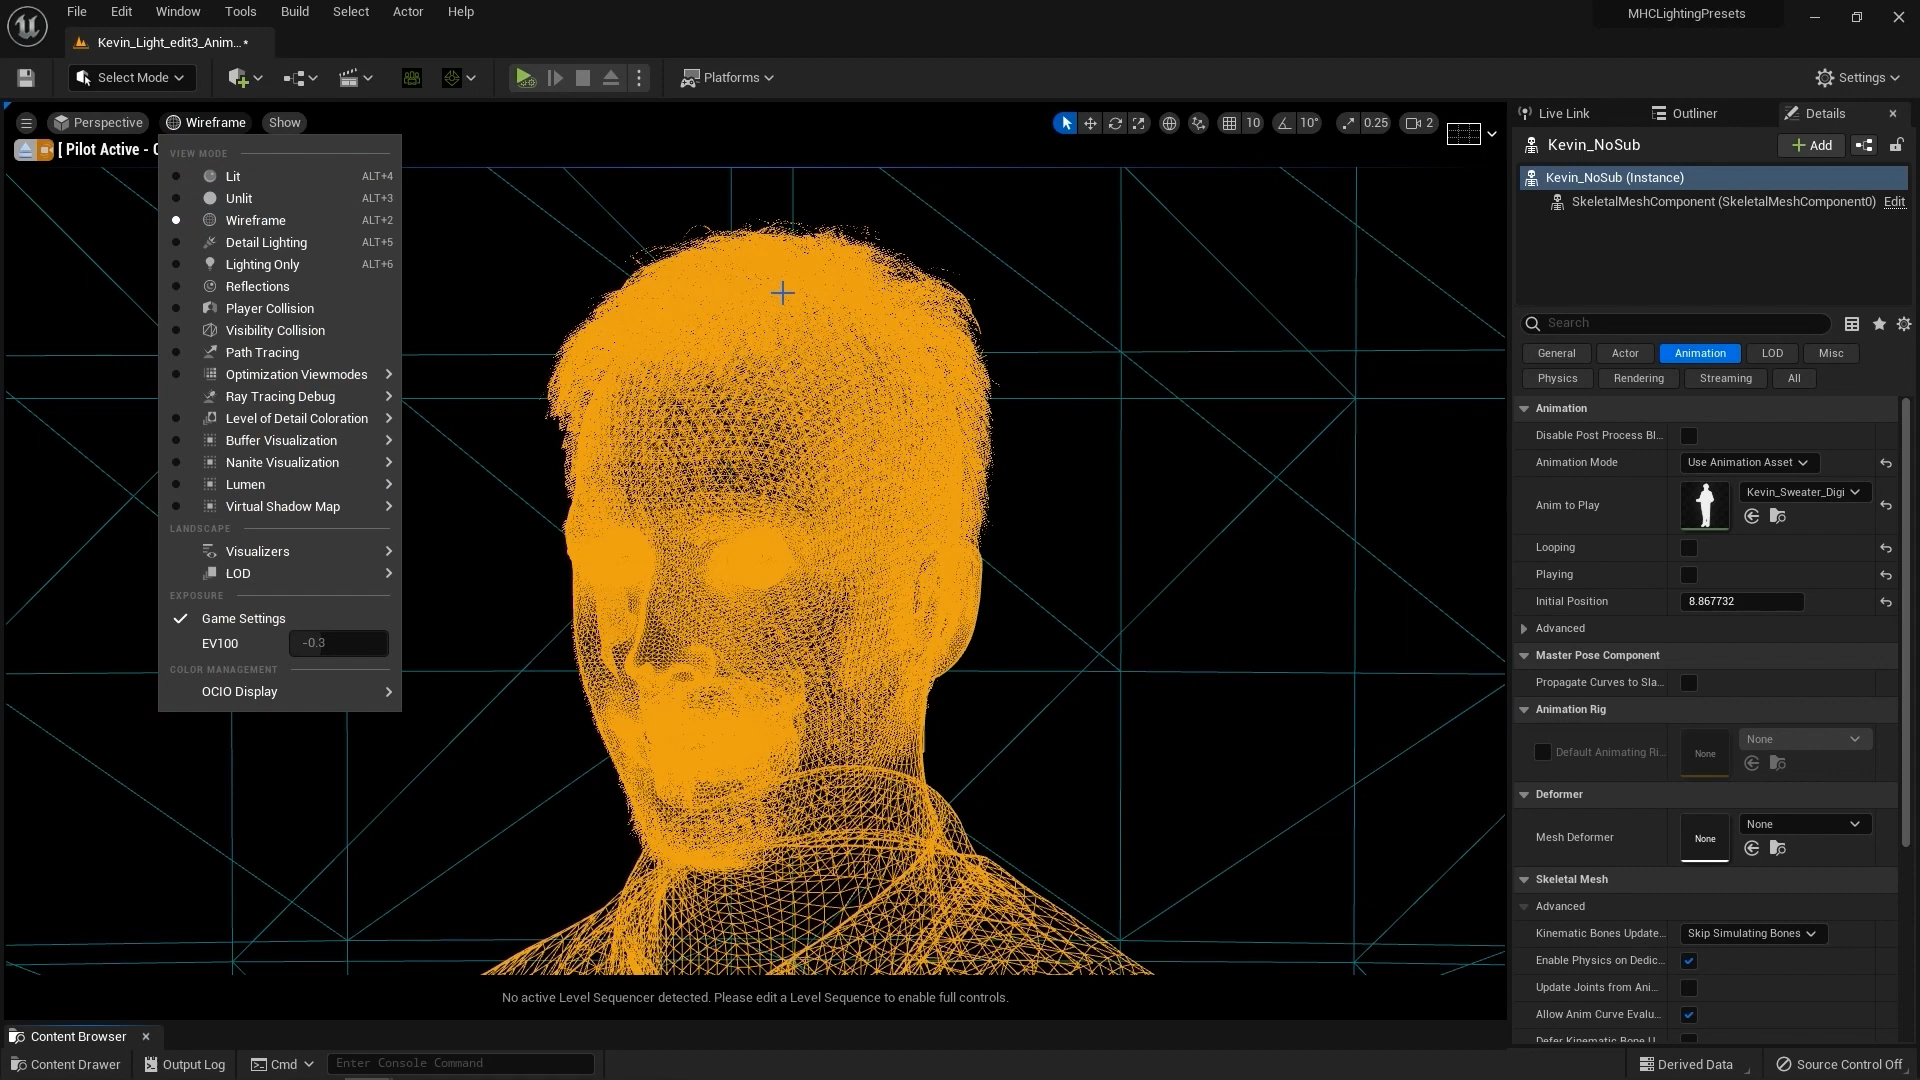 File Edit Window Tools Build Select Actor Help
MHCLightingPresets
Kevin_Light_edit3_Anim...•
Select Mode
Platforms
Settings
Perspective Wireframe Show
10 10° 0.25 2
[ Pilot Active -
VIEW MODE
Lit ALT+4
Unlit ALT+3
Wireframe ALT+2
Detail Lighting ALT+5
Lighting Only ALT+6
Reflections
Player Collision
Visibility Collision
Path Tracing
Optimization Viewmodes
Ray Tracing Debug
Level of Detail Coloration
Buffer Visualization
Nanite Visualization
Lumen
Virtual Shadow Map
LANDSCAPE
Visualizers
LOD
EXPOSURE
Game Settings
EV100 -0.3
COLOR MANAGEMENT
OCIO Display
No active Level Sequencer detected. Please edit a Level Sequence to enable full controls.
Live Link Outliner Details
Kevin_NoSub Add
Kevin_NoSub (Instance)
SkeletalMeshComponent (SkeletalMeshComponent0) Edit
Search
General Actor Animation LOD Misc
Physics Rendering Streaming All
Animation
Disable Post Process Bl...
Animation Mode Use Animation Asset
Anim to Play Kevin_Sweater_Digi
Looping
Playing
Initial Position 8.867732
Advanced
Master Pose Component
Propagate Curves to Sla...
Animation Rig
Default Animating Ri... None None
Deformer
Mesh Deformer None None
Skeletal Mesh
Advanced
Kinematic Bones Update... Skip Simulating Bones
Enable Physics on Dedic...
Update Joints from Ani...
Allow Anim Curve Evalu...
Defer Kinematic Bone U
Content Browser
Content Drawer Output Log Cmd Enter Console Command
Derived Data Source Control Off